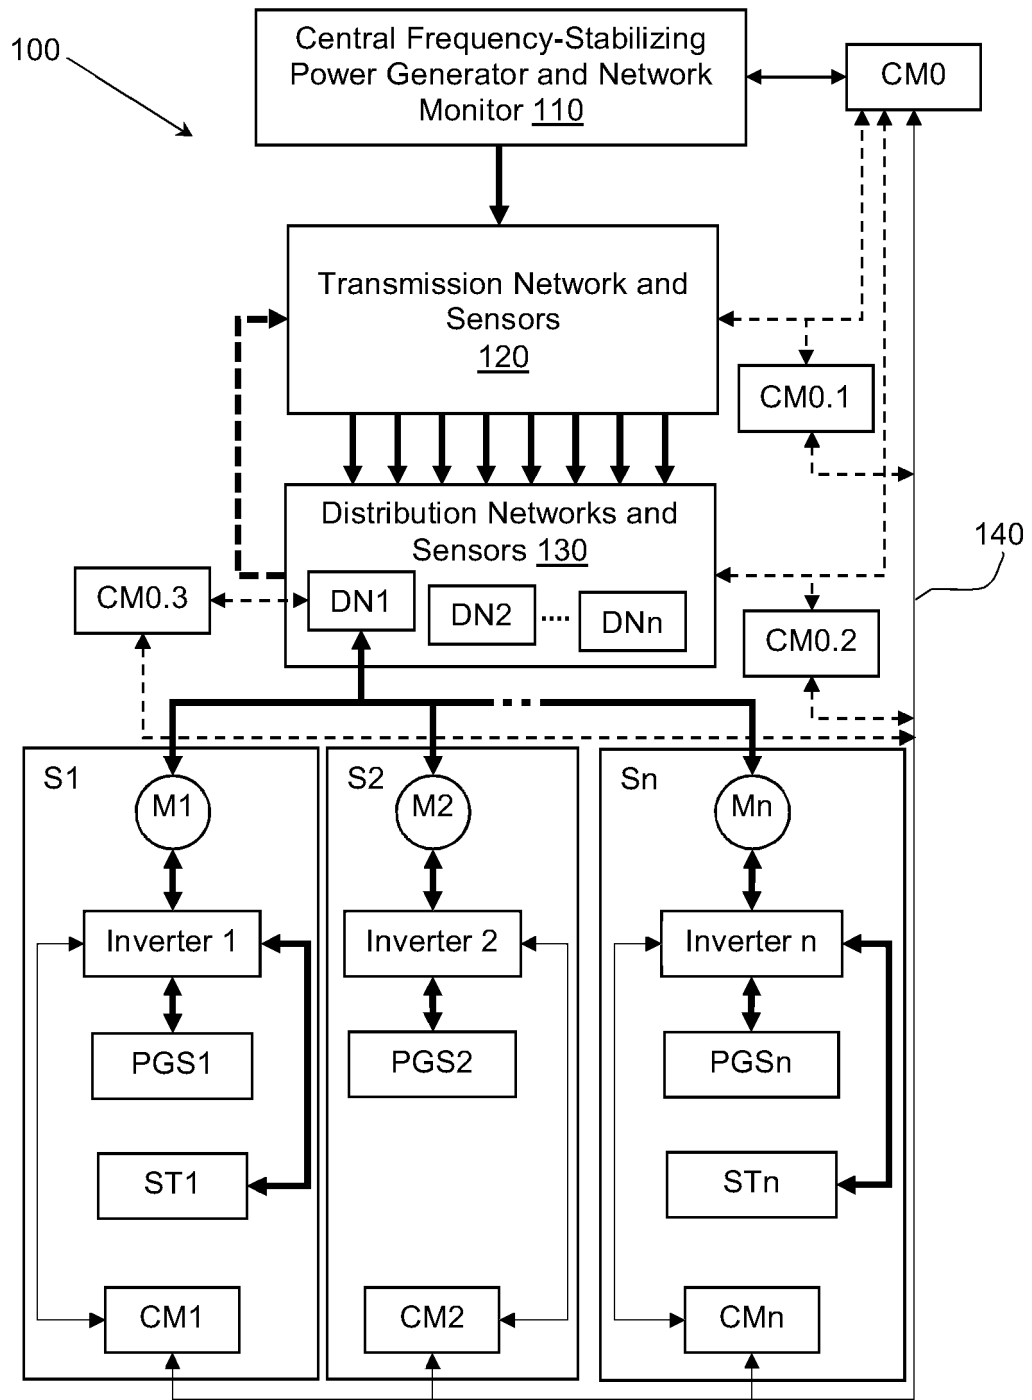 100
Central Frequency-Stabilizing
Power Generator and Network
Monitor 110
CM0
Transmission Network and
Sensors
120
CM0.1
Distribution Networks and
Sensors 130
140
CM0.3
DN1
DN2
....
DNn
CM0.2
S1
S2
Sn
M1
M2
Mn
Inverter 1
Inverter 2
Inverter n
PGS1
PGS2
PGSn
ST1
STn
CM1
CM2
CMn